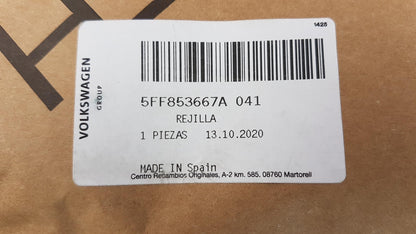 1425
VOLKSWAGEN
GROUP
5FF853667A 041
REJILLA
1 PIEZAS 13.10.2020
MADE IN Spain
Centro Recambios Originales, A-2 km. 585, 08760 Martorell